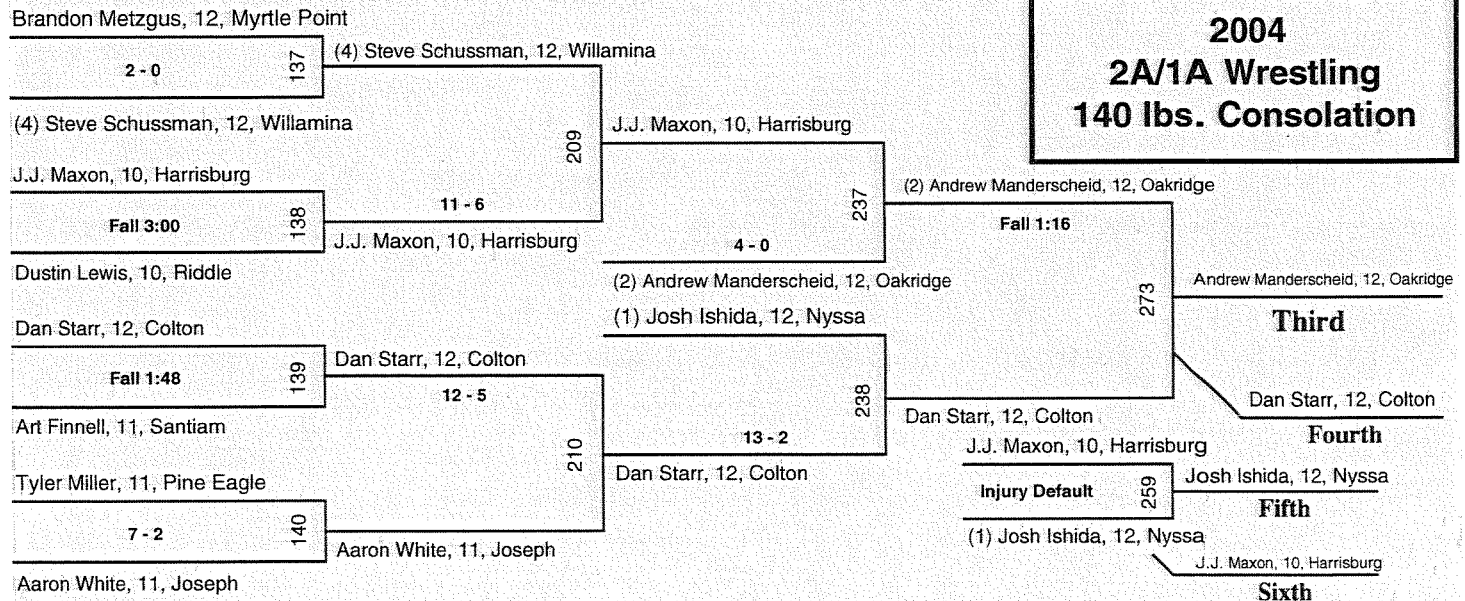 Brandon Metzgus, 12, Myrtle Point
2 - 0
137
(4) Steve Schussman, 12, Willamina
(4) Steve Schussman, 12, Willamina
J.J. Maxon, 10, Harrisburg
Fall 3:00
138
Dustin Lewis, 10, Riddle
11 - 6
209
J.J. Maxon, 10, Harrisburg
J.J. Maxon, 10, Harrisburg
Dan Starr, 12, Colton
Fall 1:48
139
Art Finnell, 11, Santiam
Dan Starr, 12, Colton
12 - 5
210
Tyler Miller, 11, Pine Eagle
7 - 2
140
Aaron White, 11, Joseph
Aaron White, 11, Joseph
4 - 0
237
(2) Andrew Manderscheid, 12, Oakridge
(1) Josh Ishida, 12, Nyssa
13 - 2
238
Dan Starr, 12, Colton
2004
2A/1A Wrestling
140 lbs. Consolation
(2) Andrew Manderscheid, 12, Oakridge
Fall 1:16
273
Dan Starr, 12, Colton
Andrew Manderscheid, 12, Oakridge
Third
Dan Starr, 12, Colton
Fourth
J.J. Maxon, 10, Harrisburg
Injury Default
259
(1) Josh Ishida, 12, Nyssa
Josh Ishida, 12, Nyssa
Fifth
J.J. Maxon, 10, Harrisburg
Sixth